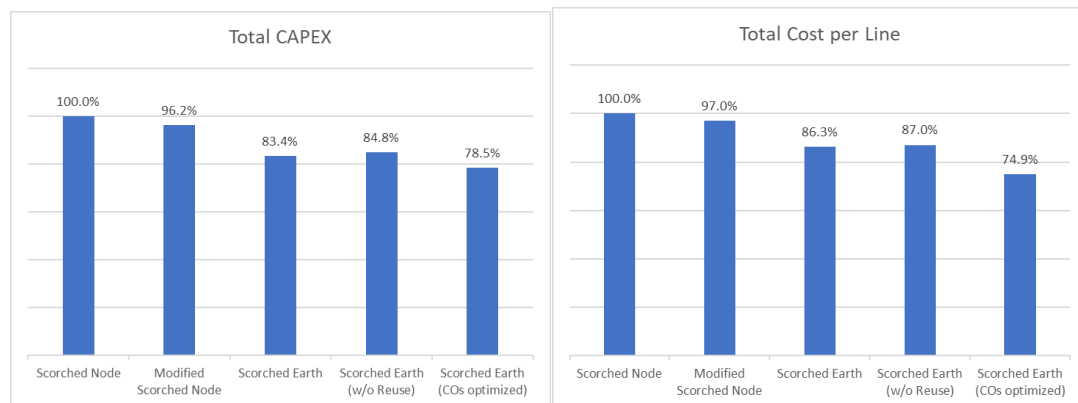 Total CAPEX
100.0%
96.2%
83.4%
84.8%
78.5%
Scorched Node
Modified
Scorched Node
Scorched Earth
Scorched Earth
(w/o Reuse)
Scorched Earth
(COs optimized)
Total Cost per Line
100.0%
97.0%
86.3%
87.0%
74.9%
Scorched Node
Modified
Scorched Node
Scorched Earth
Scorched Earth
(w/o Reuse)
Scorched Earth
(COs optimized)